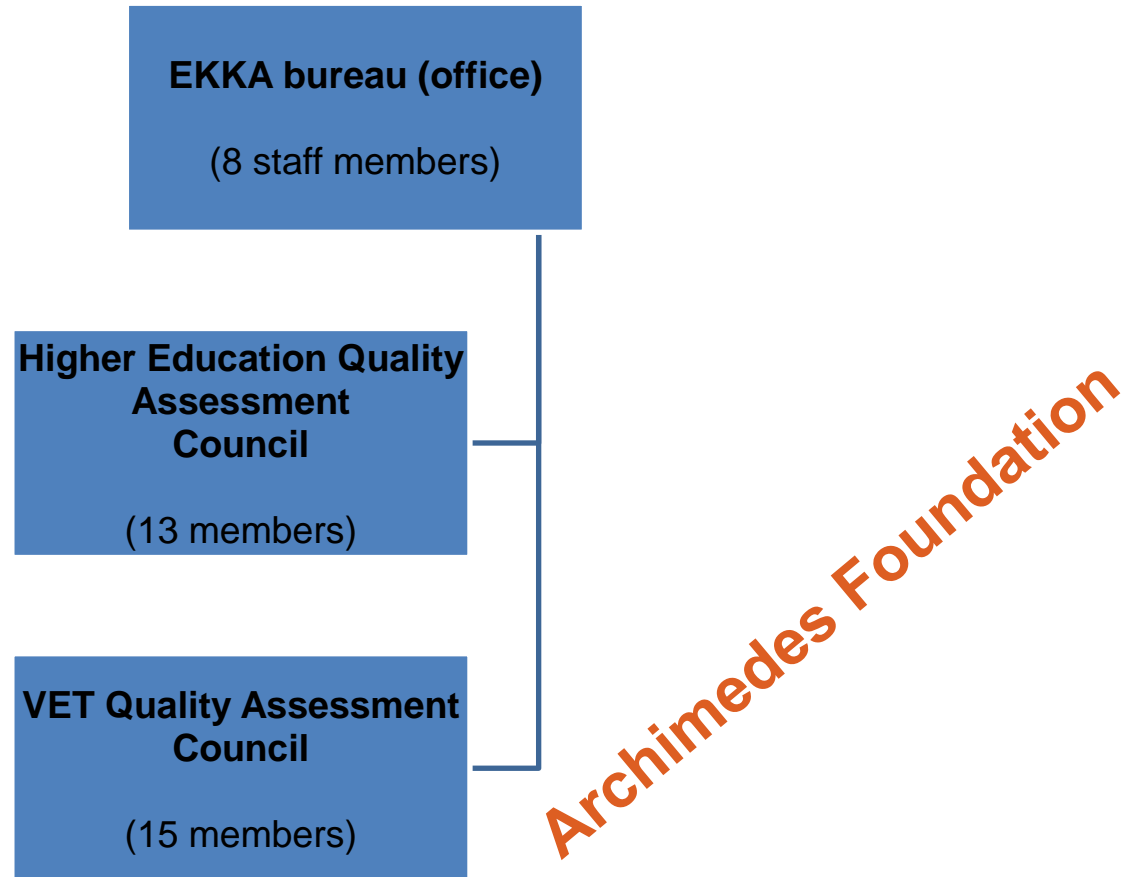 EKKA bureau (office)
(8 staff members)
Higher Education Quality
Assessment
Council
(13 members)
VET Quality Assessment
Council
(15 members)
Archimedes Foundation